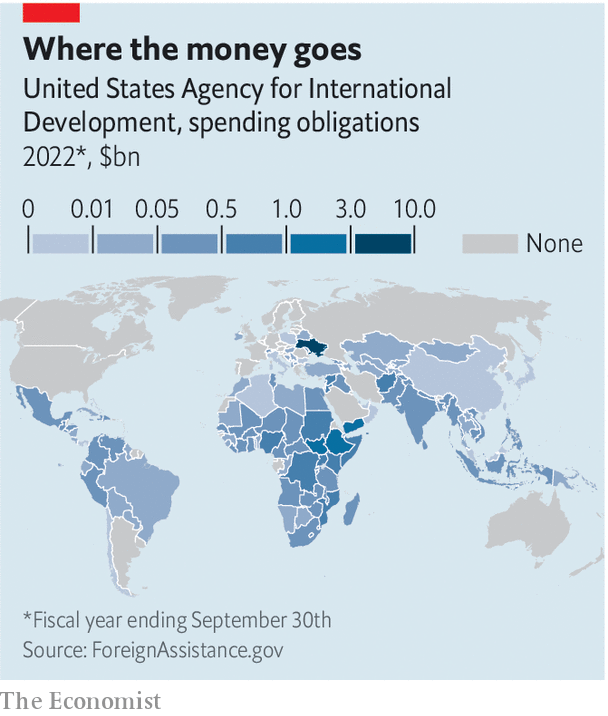 Where the money goes
United States Agency for International
Development, spending obligations
2022*, $bn
0 0.01 0.05 0.5 1.0 3.0 10.0
None
*Fiscal year ending September 30th
Source: ForeignAssistance.gov
The Economist